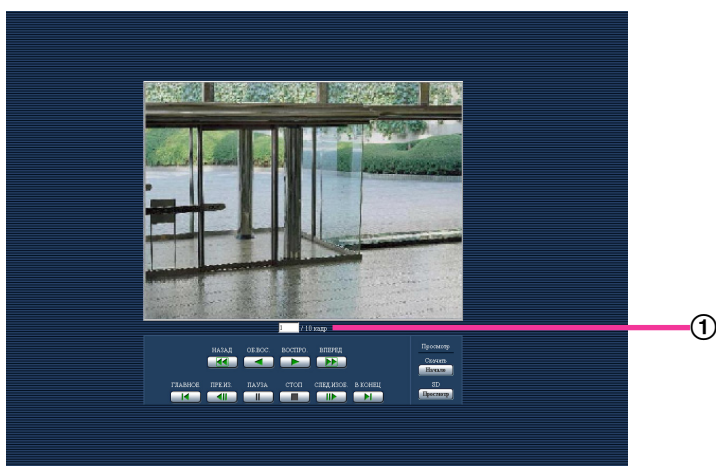 1 / 10 кадр
①
НАЗАД ОБ.ВОС ВОСПРО ВПЕРЕД
ГЛАВНОЕ ПРЕ.ИЗ. ПАУЗА СТОП СЛЕД.ИЗОБ В КОНЕЦ
Просмотр
Скачать
Начало
SD
Просмотр